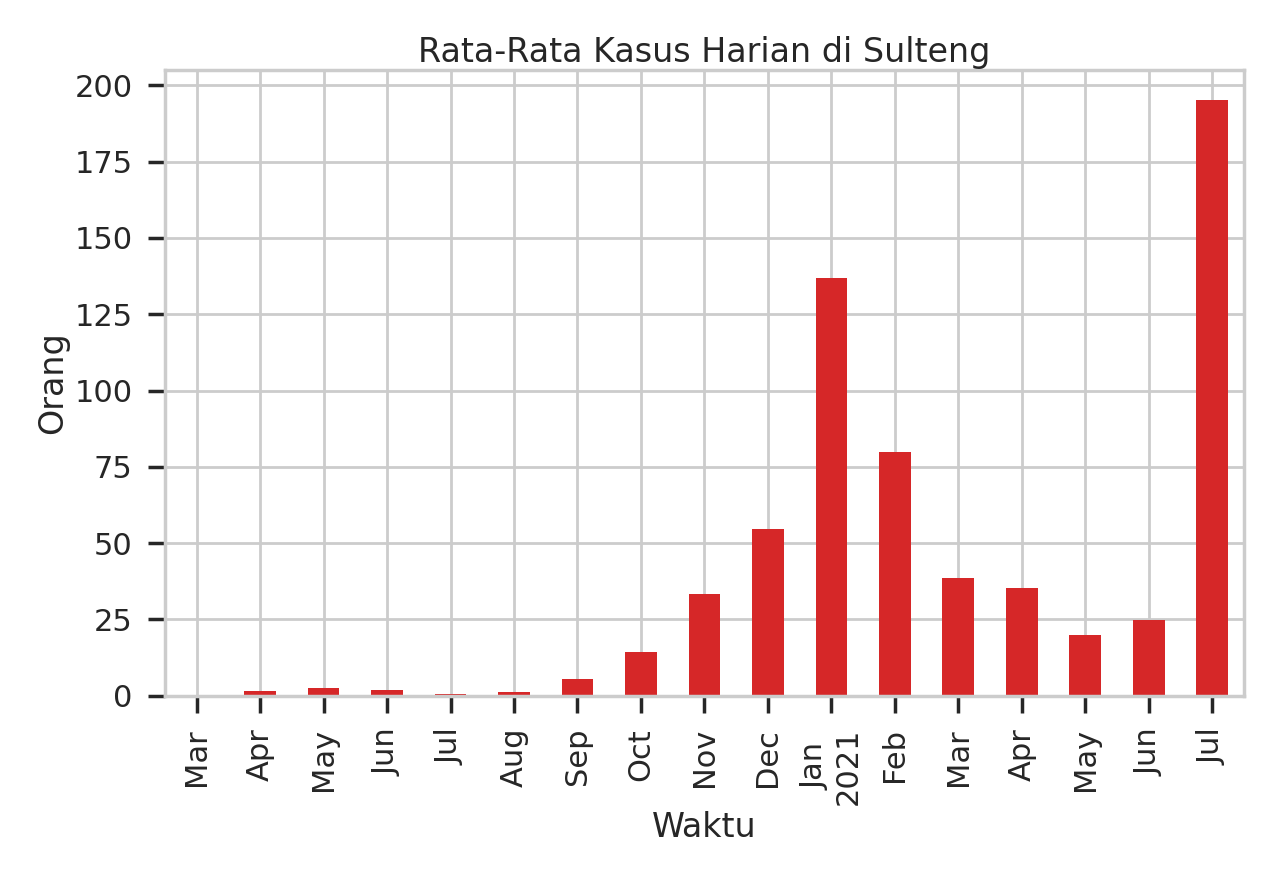 Rata-Rata Kasus Harian di Sulteng
200
175
150
125
100
75
50
25
0
Orang
Mar
Apr
May
Jun
Jul
Aug
Sep
Oct
Nov
Dec
Jan
2021
Feb
Mar
Apr
May
Jun
Jul
Waktu